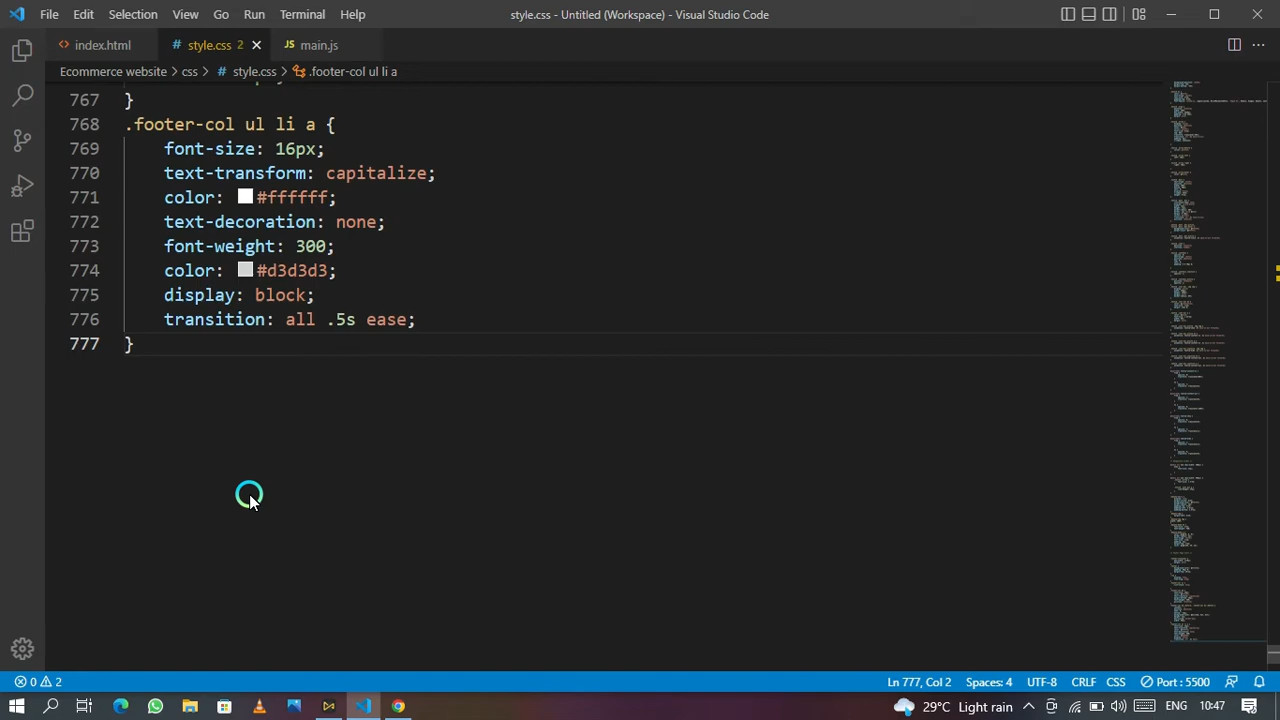 File Edit Selection View Go Run Terminal Help style.css - Untitled (Workspace) - Visual Studio Code
index.html style.css 2 main.js
Ecommerce website > css > # style.css > .footer-col ul li a
767 }
768 .footer-col ul li a {
769 font-size: 16px;
770 text-transform: capitalize;
771 color: #ffffff;
772 text-decoration: none;
773 font-weight: 300;
774 color: #d3d3d3;
775 display: block;
776 transition: all .5s ease;
777 }
0 2 Ln 777, Col 2 Spaces: 4 UTF-8 CRLF CSS Port : 5500
29°C Light rain ENG 10:47